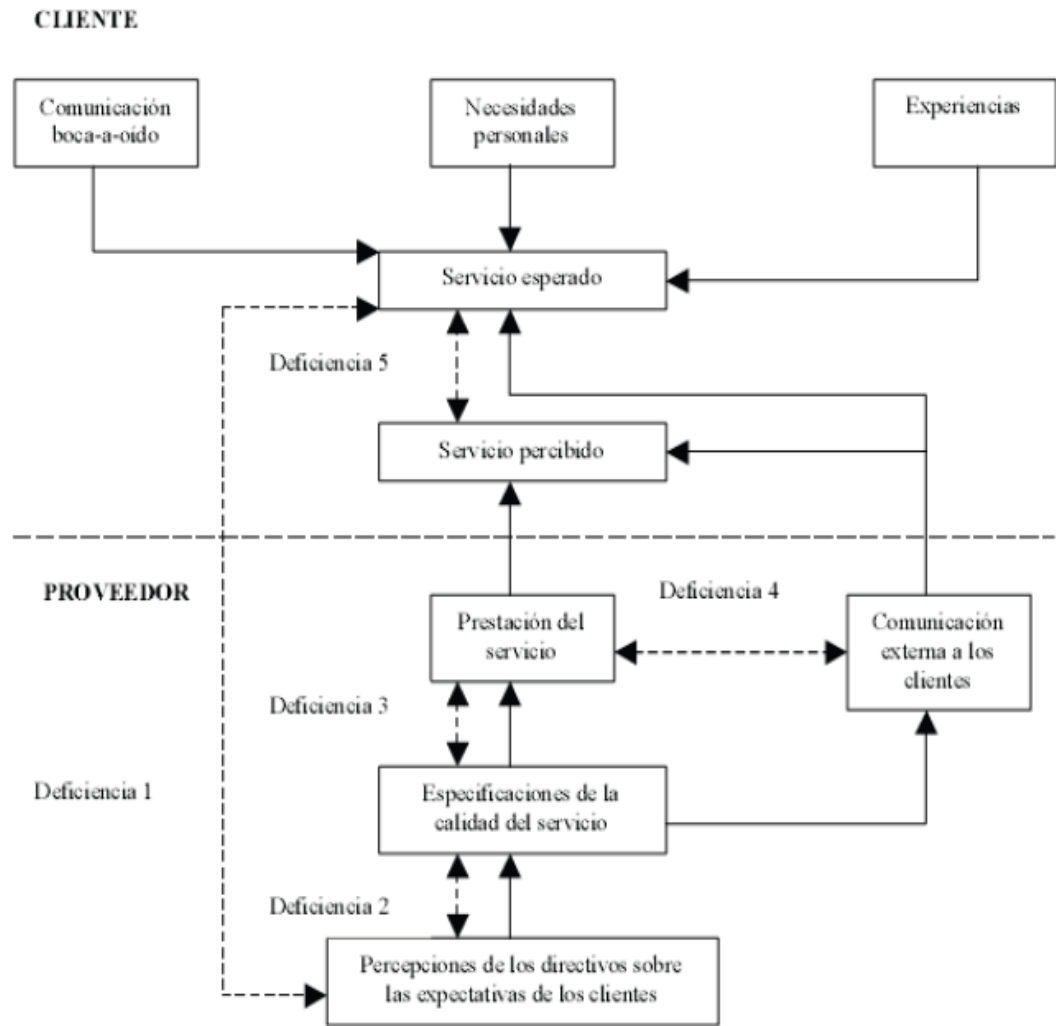 CLIENTE
Comunicación
boca-a-oído
Necesidades
personales
Experiencias
Servicio esperado
Deficiencia 5
Servicio percibido
PROVEEDOR
Prestación del
servicio
Deficiencia 4
Comunicación
externa a los
clientes
Deficiencia 3
Deficiencia 1
Especificaciones de la
calidad del servicio
Deficiencia 2
Percepciones de los directivos sobre
las expectativas de los clientes